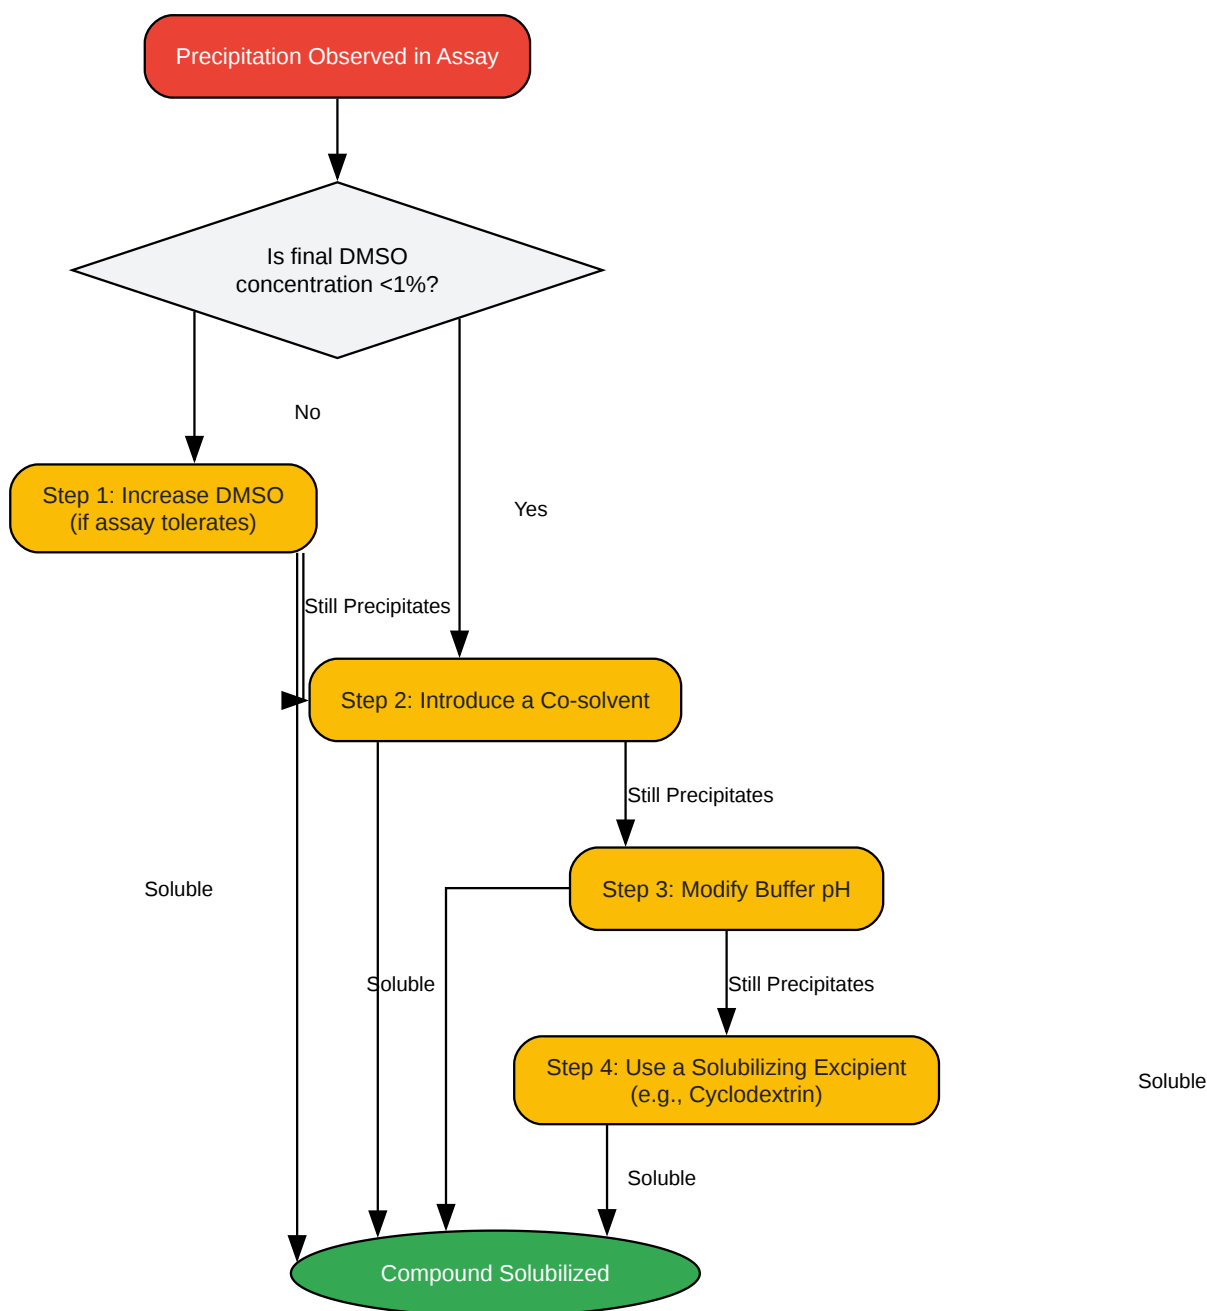 Precipitation Observed in Assay
Is final DMSO
concentration <1%?
No
Step 1: Increase DMSO
(if assay tolerates)
Yes
Still Precipitates
Step 2: Introduce a Co-solvent
Still Precipitates
Soluble
Step 3: Modify Buffer pH
Soluble
Still Precipitates
Step 4: Use a Solubilizing Excipient
(e.g., Cyclodextrin)
Soluble
Soluble
Compound Solubilized